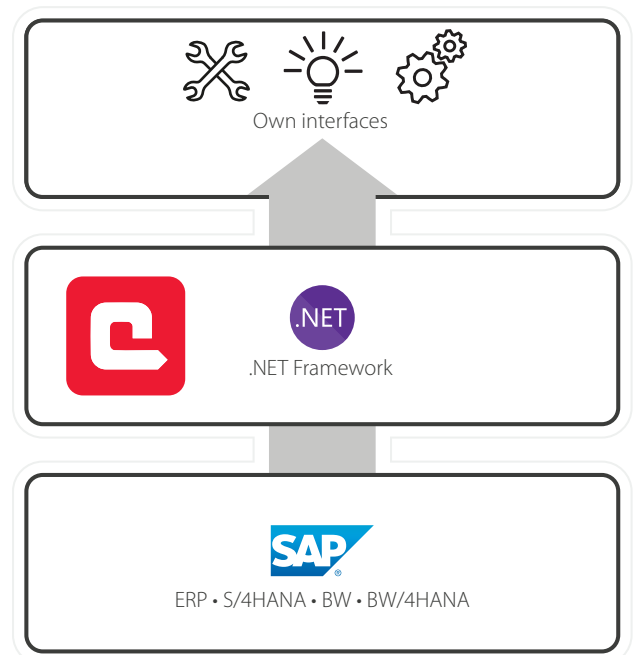 Own interfaces
.NET
.NET Framework
SAP
®
ERP • S/4HANA • BW • BW/4HANA